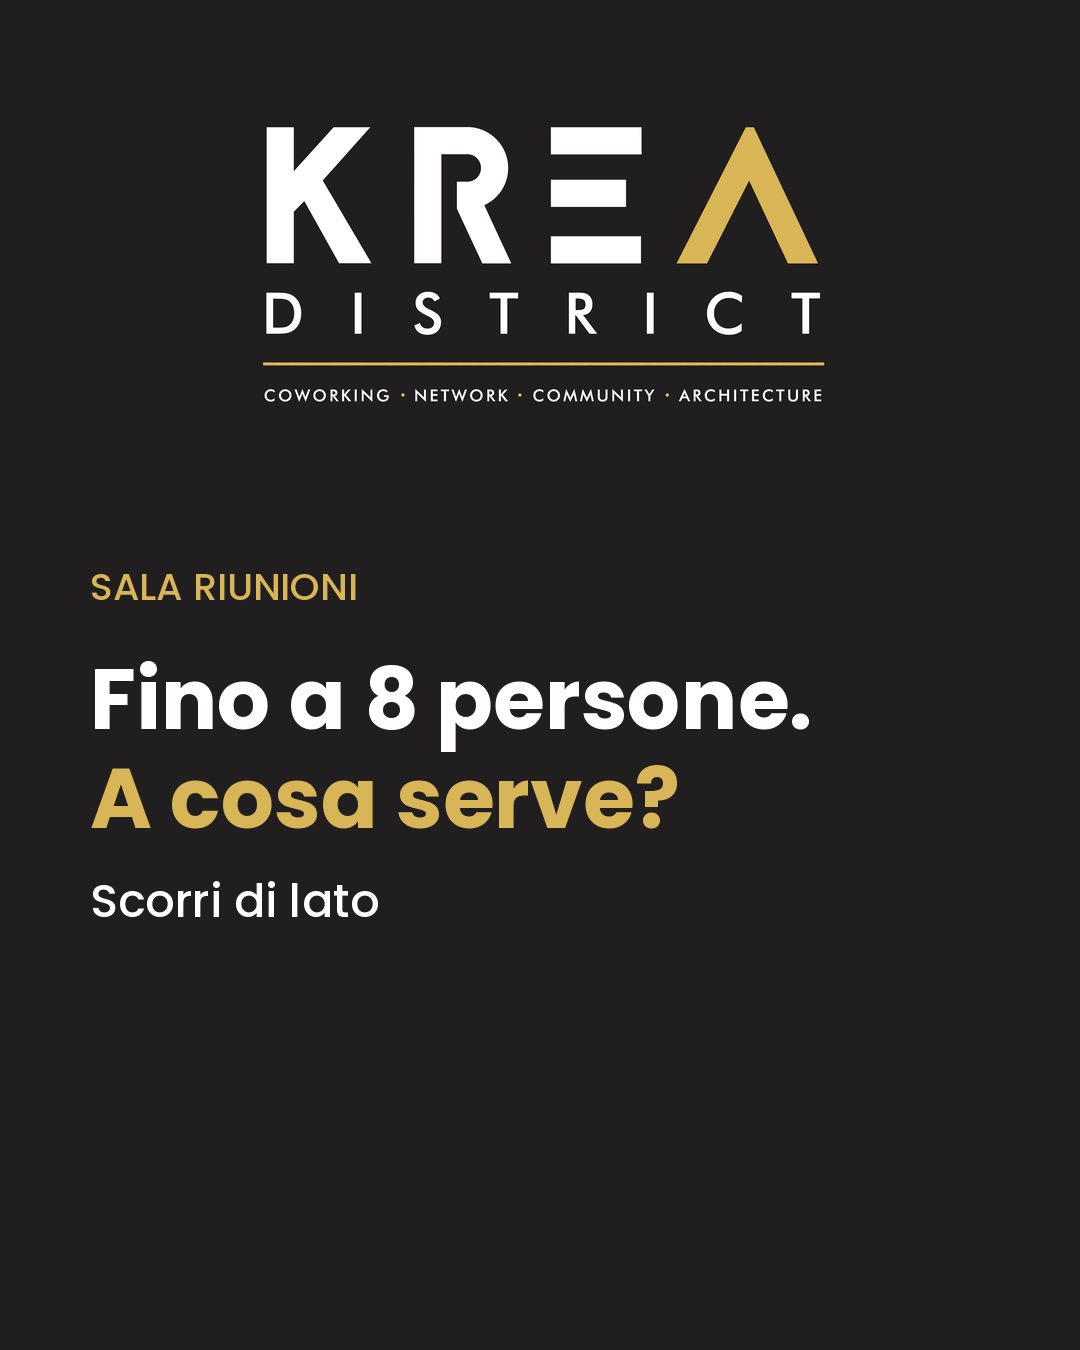 KREA
DISTRICT
COWORKING • NETWORK • COMMUNITY • ARCHITECTURE
SALA RIUNIONI
Fino a 8 persone.
A cosa serve?
Scorri di lato